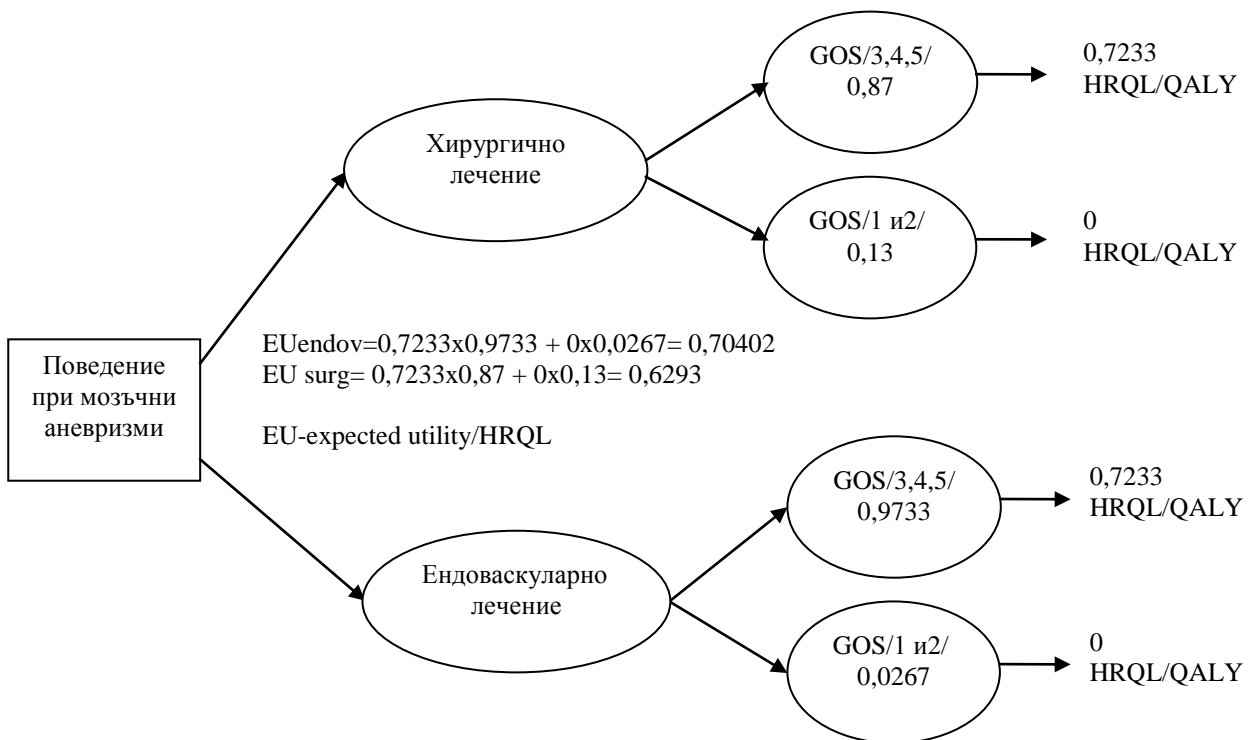 GOS/3,4,5/
0,87
0,7233
HRQL/QALY
Хирургично
лечение
GOS/1 и2/
0,13
0
HRQL/QALY
Поведение
при мозъчни
аневризми
EUendov=0,7233x0,9733 + 0x0,0267= 0,70402
EU surg= 0,7233x0,87 + 0x0,13= 0,6293
EU-expected utility/HRQL
GOS/3,4,5/
0,9733
0,7233
HRQL/QALY
Ендоваскуларно
лечение
GOS/1 и2/
0,0267
0
HRQL/QALY